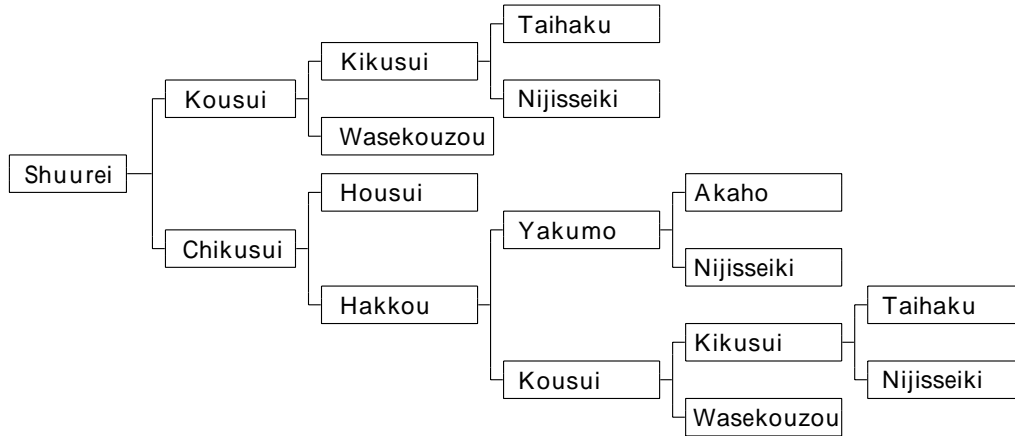 Taihaku
Kikusui
Kousui
Nijisseiki
Wasekouzou
Shuurei
Housui
Akaho
Yakumo
Chikusui
Nijisseiki
Hakkou
Taihaku
Kikusui
Kousui
Nijisseiki
Wasekouzou